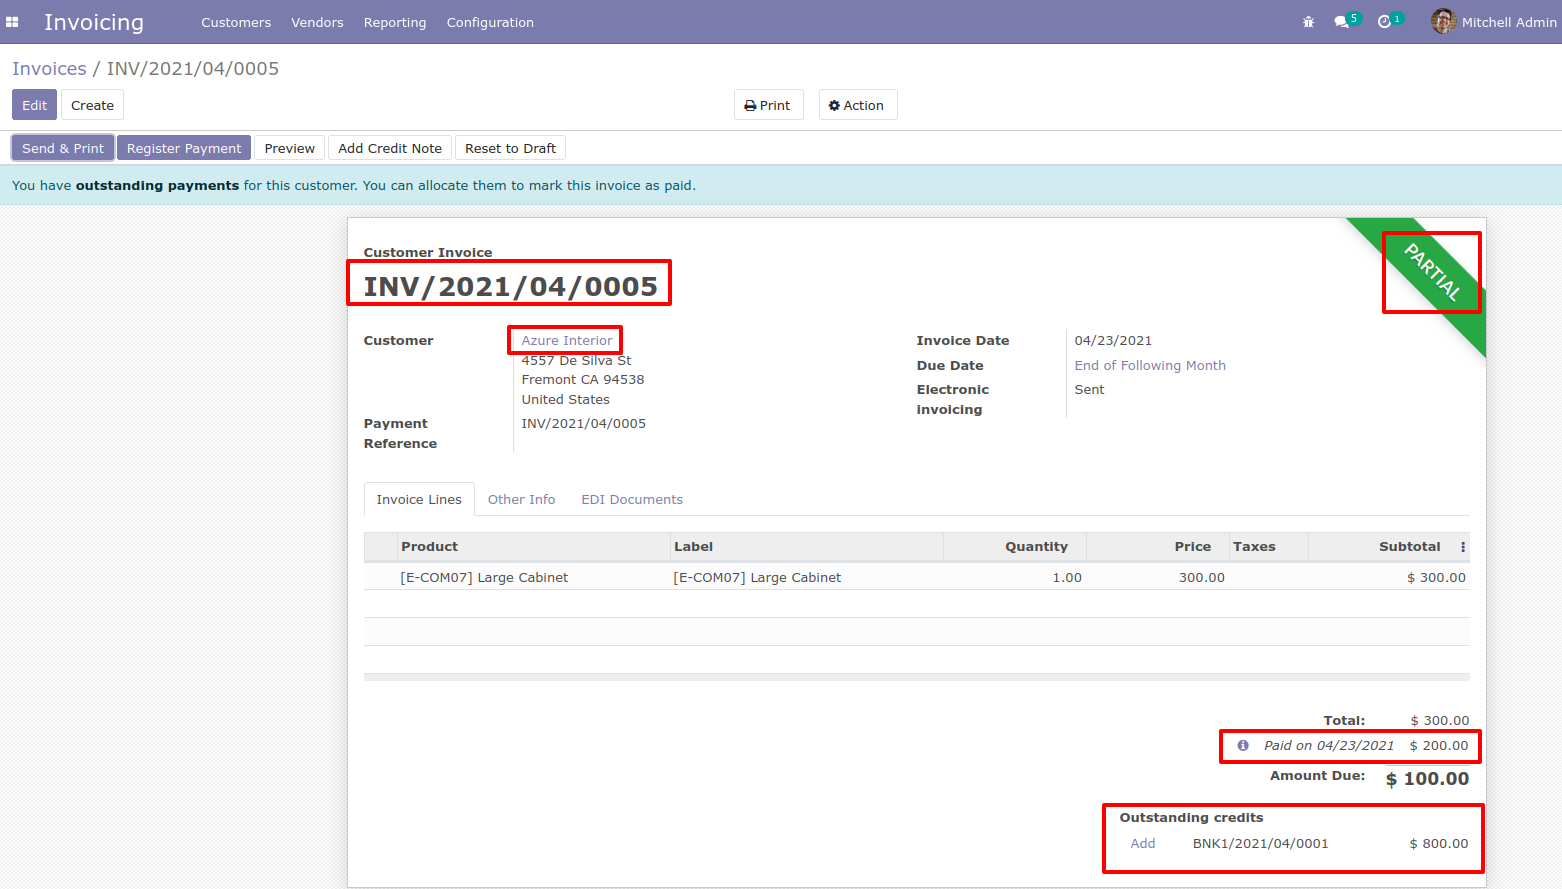 Invoicing Customers Vendors Reporting Configuration 5 1 Mitchell Admin
Invoices / INV/2021/04/0005
Edit Create Print Action
Send & Print Register Payment Preview Add Credit Note Reset to Draft
You have outstanding payments for this customer. You can allocate them to mark this invoice as paid.
PARTIAL
Customer Invoice
INV/2021/04/0005
Customer Azure Interior
4557 De Silva St
Fremont CA 94538
United States
Payment Reference INV/2021/04/0005
Invoice Date 04/23/2021
Due Date End of Following Month
Electronic invoicing Sent
Invoice Lines Other Info EDI Documents
Product Label Quantity Price Taxes Subtotal
[E-COM07] Large Cabinet [E-COM07] Large Cabinet 1.00 300.00 $ 300.00
Total: $ 300.00
Paid on 04/23/2021 $ 200.00
Amount Due: $ 100.00
Outstanding credits
Add BNK1/2021/04/0001 $ 800.00